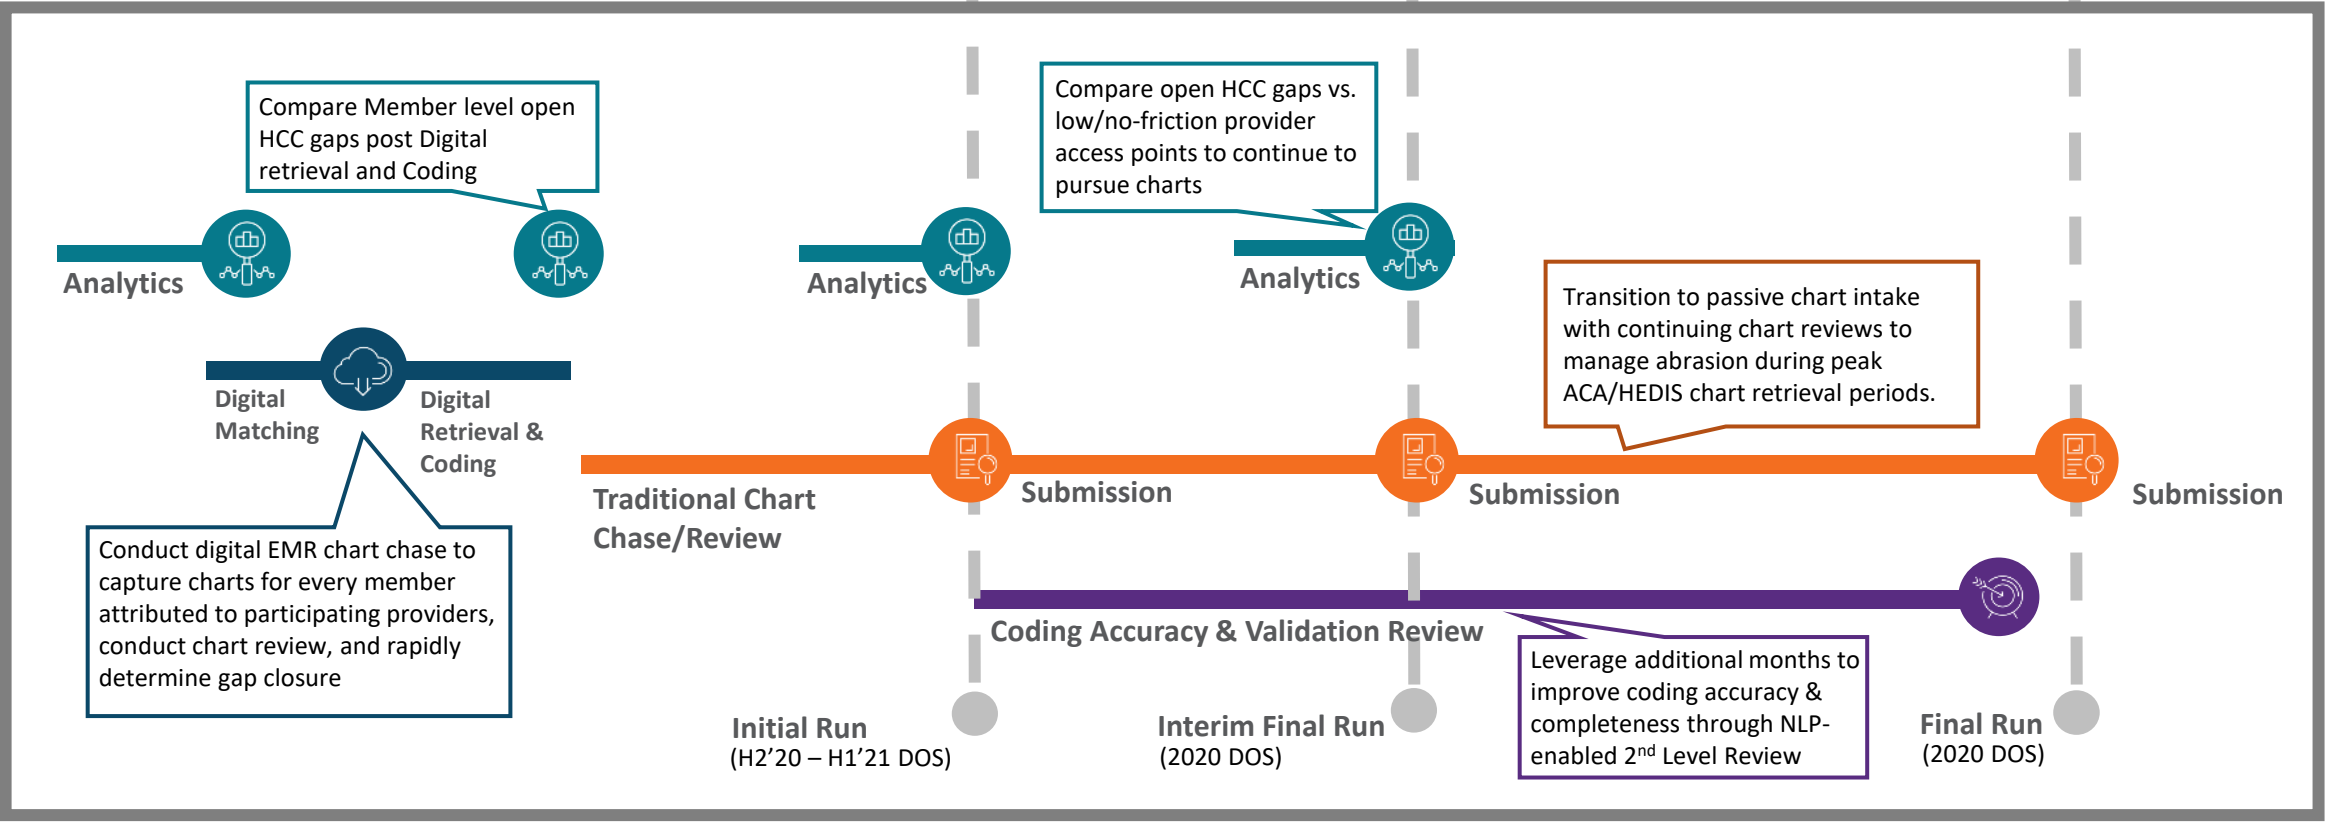 Compare Member level open
HCC gaps post Digital
retrieval and Coding
Compare open HCC gaps vs.
low/no-friction provider
access points to continue to
pursue charts
Analytics
Analytics
Analytics
Transition to passive chart intake
with continuing chart reviews to
manage abrasion during peak
ACA/HEDIS chart retrieval periods.
Digital
Matching
Digital
Retrieval &
Coding
Traditional Chart
Chase/Review
Submission
Submission
Submission
Conduct digital EMR chart chase to
capture charts for every member
attributed to participating providers,
conduct chart review, and rapidly
determine gap closure
Coding Accuracy & Validation Review
Leverage additional months to
improve coding accuracy &
completeness through NLP-
enabled 2nd Level Review
Initial Run
(H2’20 – H1’21 DOS)
Interim Final Run
(2020 DOS)
Final Run
(2020 DOS)